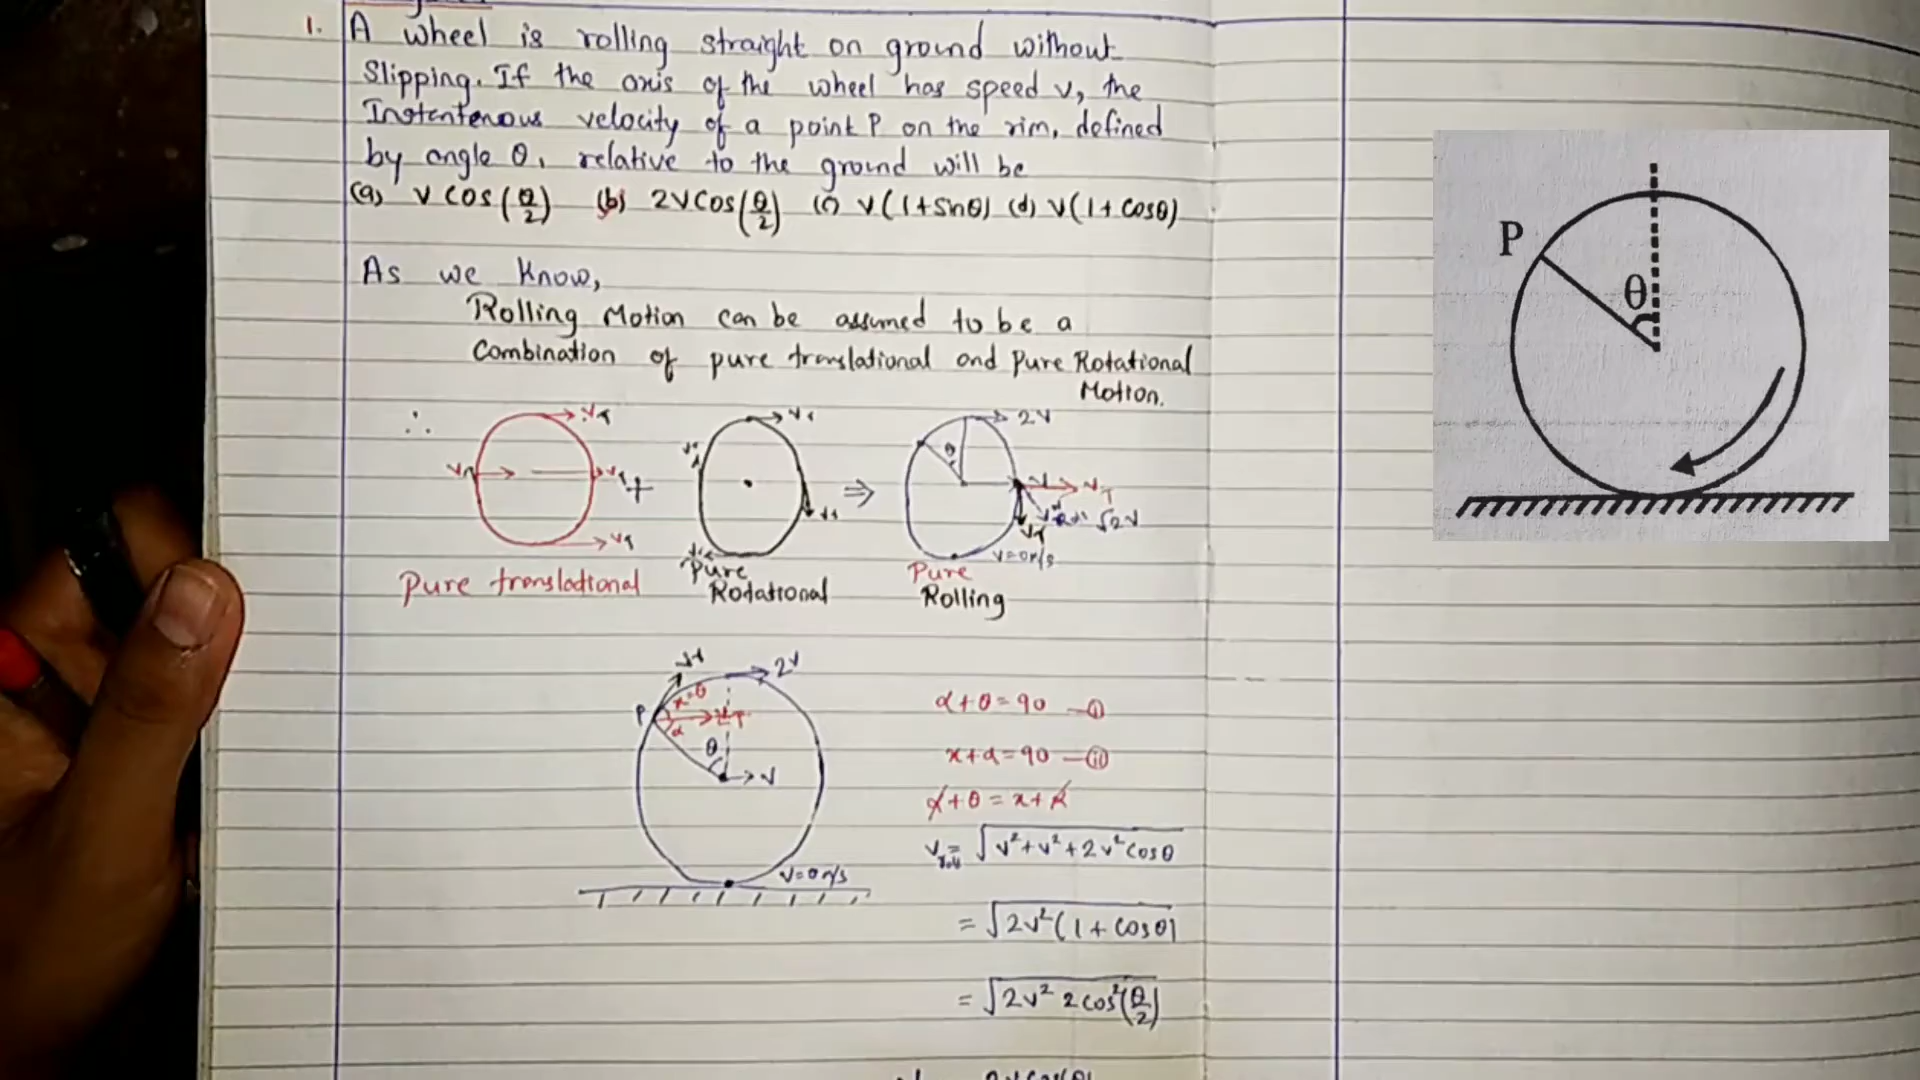 1. A wheel is rolling straight on ground without
Slipping. If the axis of the wheel has speed v, the
Instentenous velocity of a point P on the rim, defined
by angle θ, relative to the ground will be
(a) v cos(θ/2) (b) 2v cos(θ/2) (c) v(1+sinθ) (d) v(1+cosθ)
As we know,
Rolling Motion can be assumed to be a
Combination of pure translational and Pure Rotational
Motion.
∴
+ ⇒
2V
θ
√2V
V=0m/s
Pure translational
Pure
Rotational
Pure
Rolling
2V
P
x=θ
α
θ
V
V=0m/s
α+θ=90 —(i)
x+α=90 —(ii)
α+θ=x+α
= √v²+v²+2v²cosθ
= √2v²(1+cosθ)
= √2v² 2cos²(θ/2)
P
θ